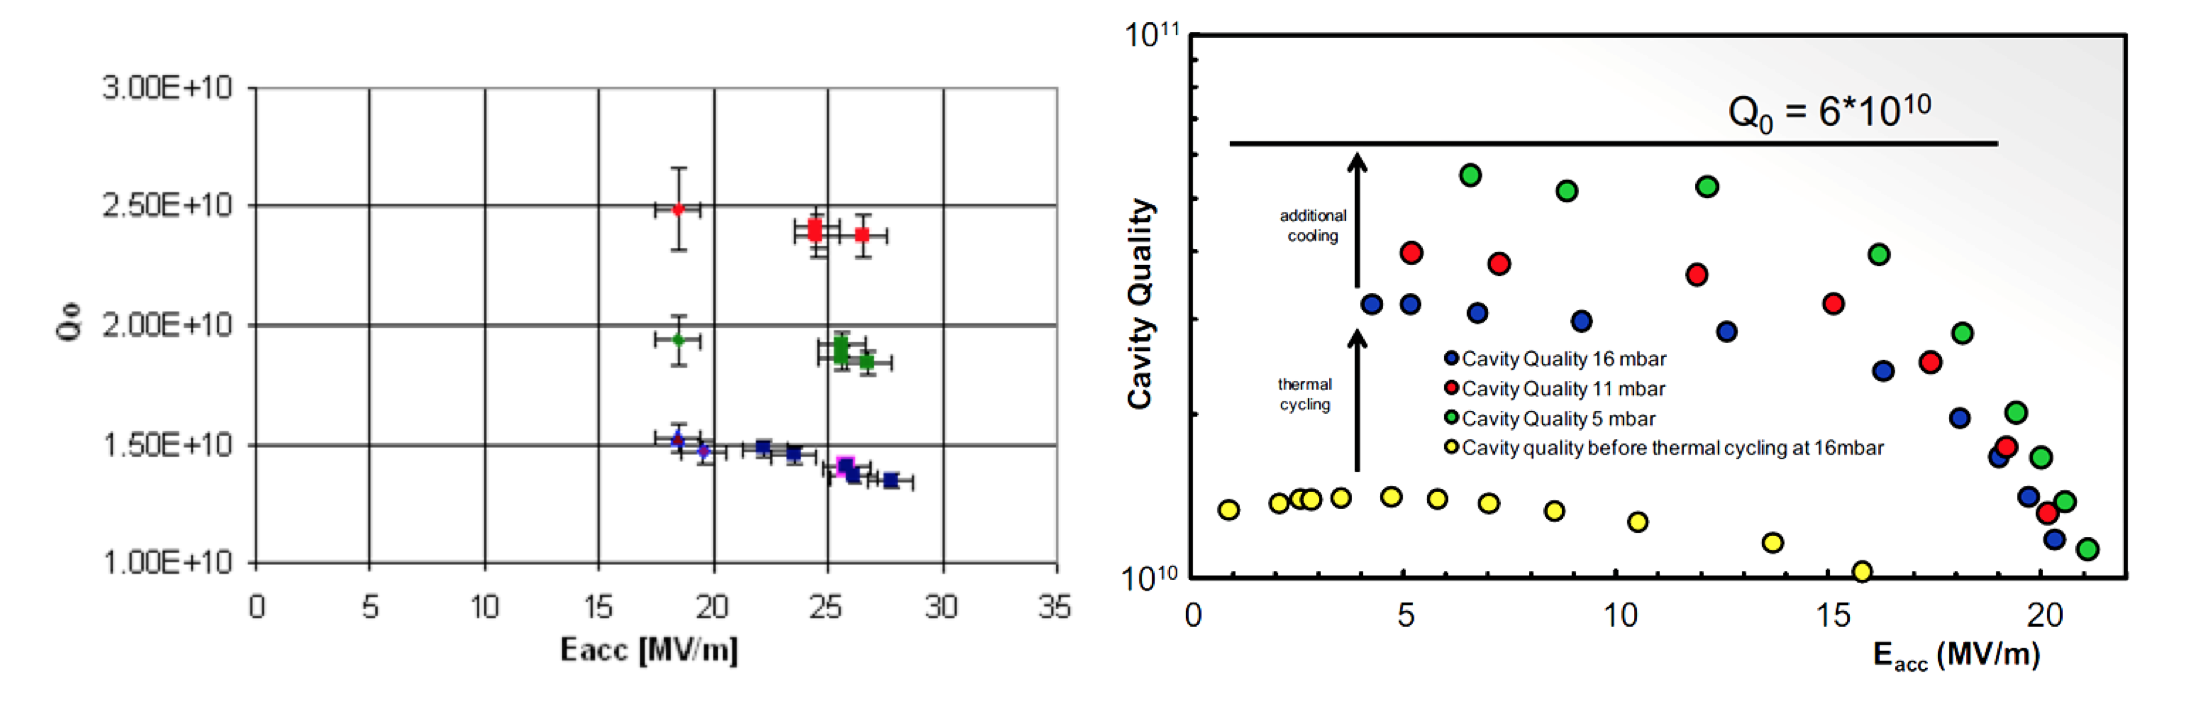 3.00E+10
2.50E+10
2.00E+10
1.50E+10
1.00E+10
Qo
0 5 10 15 20 25 30 35
Eacc [MV/m]
10¹¹
10¹⁰
Cavity Quality
Q₀ = 6*10¹⁰
additional
cooling
thermal
cycling
Cavity Quality 16 mbar
Cavity Quality 11 mbar
Cavity Quality 5 mbar
Cavity quality before thermal cycling at 16mbar
0 5 10 15 20
Eacc (MV/m)